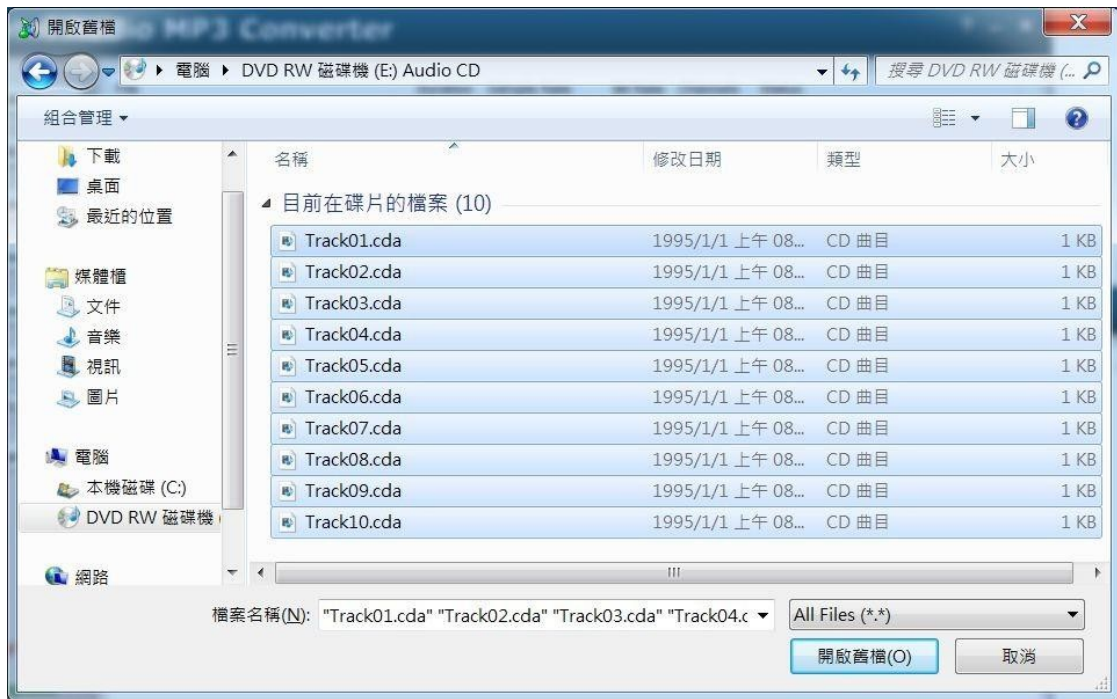 開啟舊檔
MP3 Converter
電腦 DVD RW 磁碟機 (E:) Audio CD
搜尋 DVD RW 磁碟機 (...
組合管理
下載
桌面
最近的位置
媒體櫃
文件
音樂
視訊
圖片
電腦
本機磁碟 (C:)
DVD RW 磁碟機
網路
名稱 修改日期 類型 大小
目前在碟片的檔案 (10)
Track01.cda 1995/1/1 上午 08... CD 曲目 1 KB
Track02.cda 1995/1/1 上午 08... CD 曲目 1 KB
Track03.cda 1995/1/1 上午 08... CD 曲目 1 KB
Track04.cda 1995/1/1 上午 08... CD 曲目 1 KB
Track05.cda 1995/1/1 上午 08... CD 曲目 1 KB
Track06.cda 1995/1/1 上午 08... CD 曲目 1 KB
Track07.cda 1995/1/1 上午 08... CD 曲目 1 KB
Track08.cda 1995/1/1 上午 08... CD 曲目 1 KB
Track09.cda 1995/1/1 上午 08... CD 曲目 1 KB
Track10.cda 1995/1/1 上午 08... CD 曲目 1 KB
檔案名稱(N): "Track01.cda" "Track02.cda" "Track03.cda" "Track04.c
All Files (*.*)
開啟舊檔(O) 取消